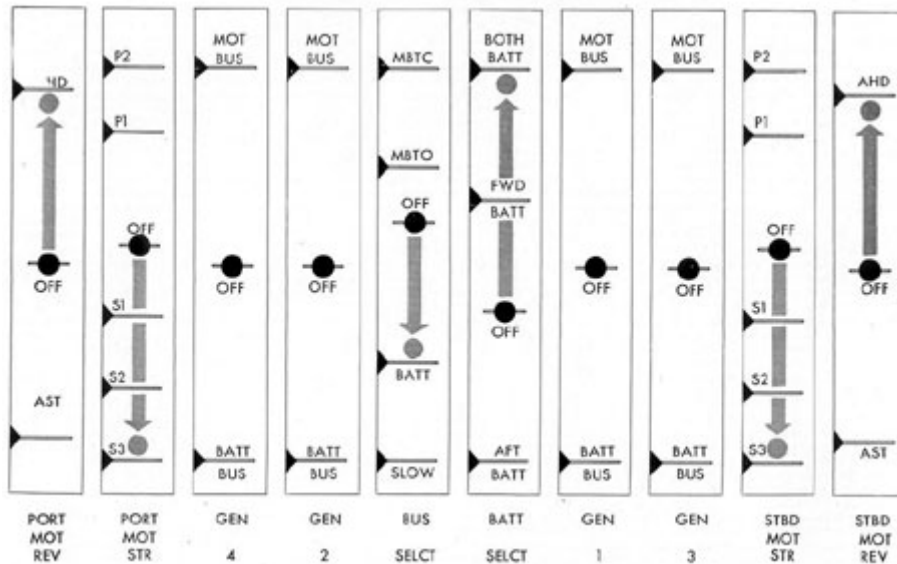 HD
OFF
AST
PORT
MOT
REV
P2
P1
OFF
S1
S2
S3
PORT
MOT
STR
MOT
BUS
OFF
BATT
BUS
GEN
4
MOT
BUS
OFF
BATT
BUS
GEN
2
MBTC
MBTO
OFF
BATT
SLOW
BUS
SELCT
BOTH
BATT
FWD
BATT
OFF
AFT
BATT
BATT
SELCT
MOT
BUS
OFF
BATT
BUS
GEN
1
MOT
BUS
OFF
BATT
BUS
GEN
3
P2
P1
OFF
S1
S2
S3
STBD
MOT
STR
AHD
OFF
AST
STBD
MOT
REV